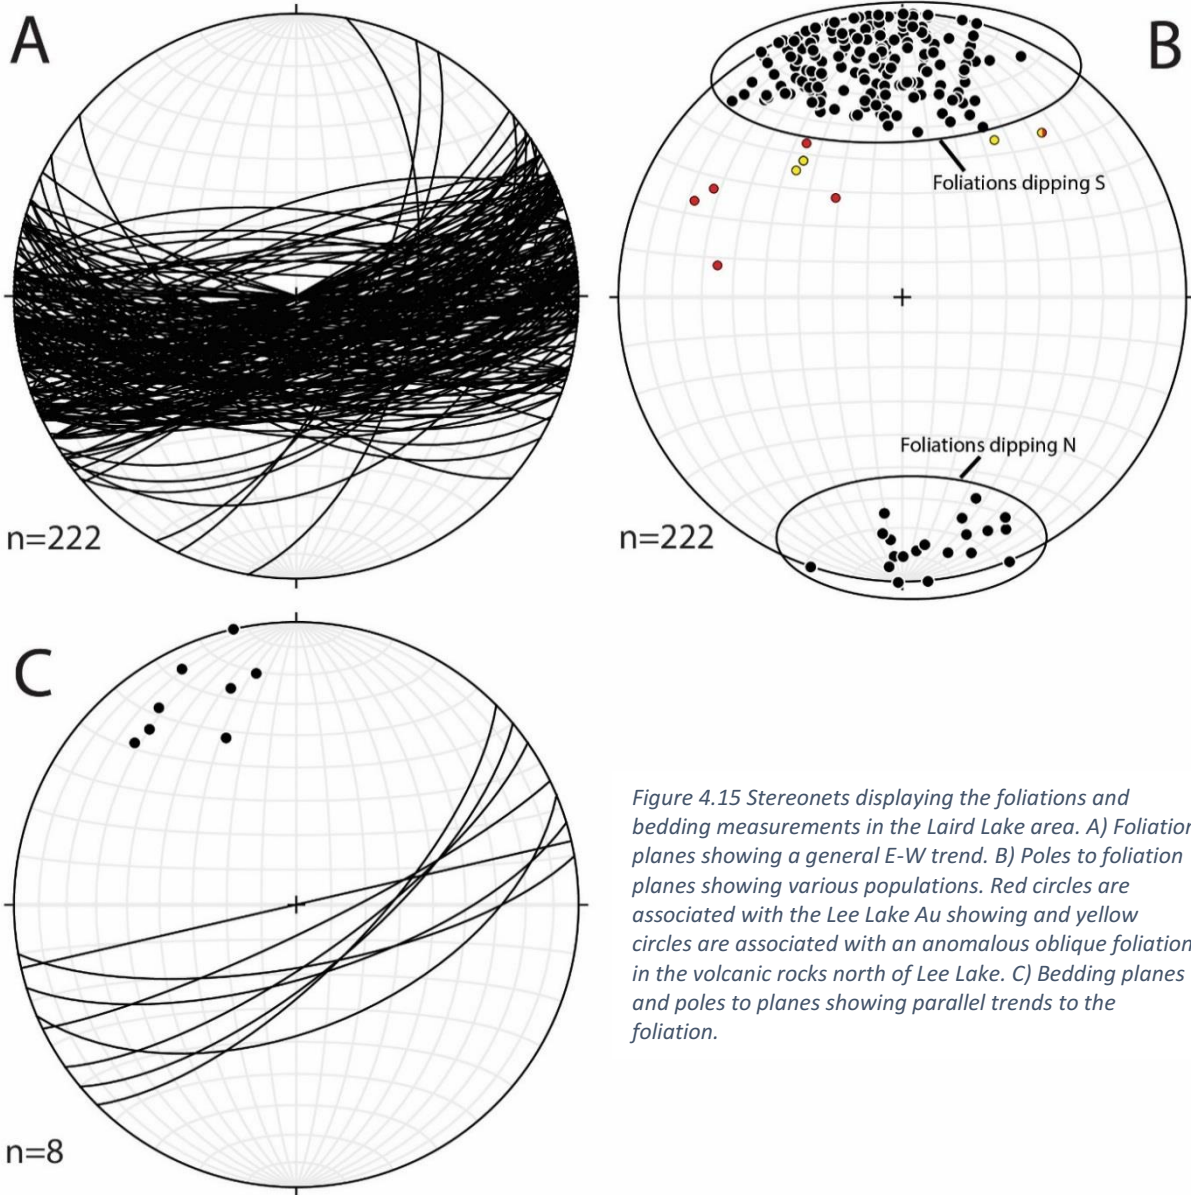 A
B
Foliations dipping S
Foliations dipping N
n=222
n=222
C
n=8
Figure 4.15 Stereonets displaying the foliations and
bedding measurements in the Laird Lake area. A) Foliation
planes showing a general E-W trend. B) Poles to foliation
planes showing various populations. Red circles are
associated with the Lee Lake Au showing and yellow
circles are associated with an anomalous oblique foliation
in the volcanic rocks north of Lee Lake. C) Bedding planes
and poles to planes showing parallel trends to the
foliation.